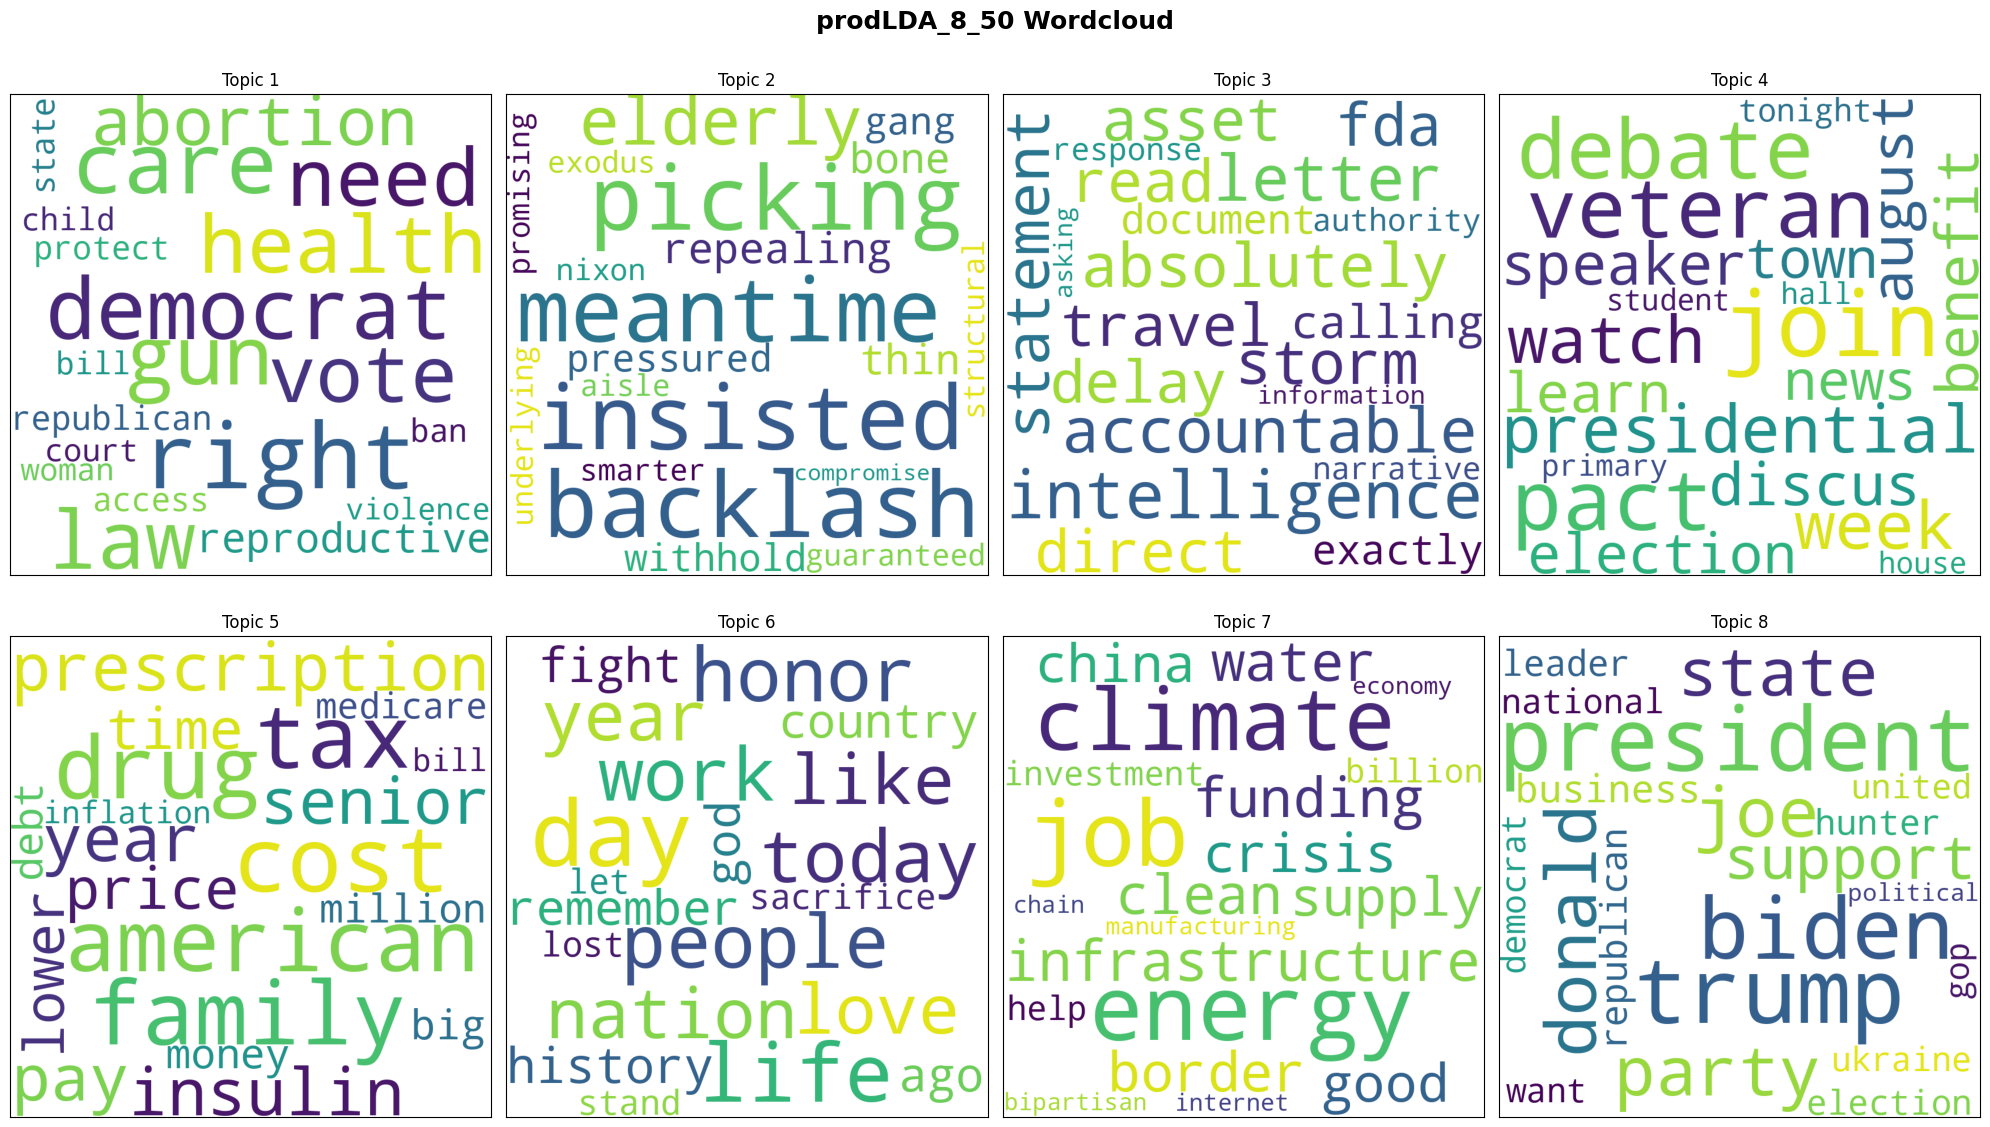 prodLDA_8_50 Wordcloud
Topic 1
state
abortion
care
need
child
protect
health
democrat
bill
gun
vote
republican
ban
court
right
woman
access
violence
law
reproductive
Topic 2
promising
elderly
gang
exodus
bone
picking
repealing
nixon
structural
meantime
pressured
thin
aisle
underlying
insisted
smarter
compromise
backlash
withhold
guaranteed
Topic 3
asset
fda
statement
response
read
letter
document
authority
asking
absolutely
travel
calling
storm
delay
information
accountable
narrative
intelligence
direct
exactly
Topic 4
tonight
august
debate
benefit
veteran
speaker
town
student
hall
join
watch
learn
news
presidential
primary
discus
pact
week
election
house
Topic 5
prescription
medicare
time
tax
drug
bill
senior
debt
inflation
year
cost
price
lower
million
american
family
big
money
pay
insulin
Topic 6
fight
honor
year
country
work
like
day
god
today
let
sacrifice
remember
lost
people
nation
love
history
life
ago
stand
Topic 7
china
water
economy
climate
investment
billion
funding
job
crisis
clean
supply
chain
manufacturing
infrastructure
help
energy
border
good
bipartisan
internet
Topic 8
leader
state
national
president
business
united
joe
hunter
democrat
donald
republican
support
political
biden
gop
trump
party
ukraine
want
election